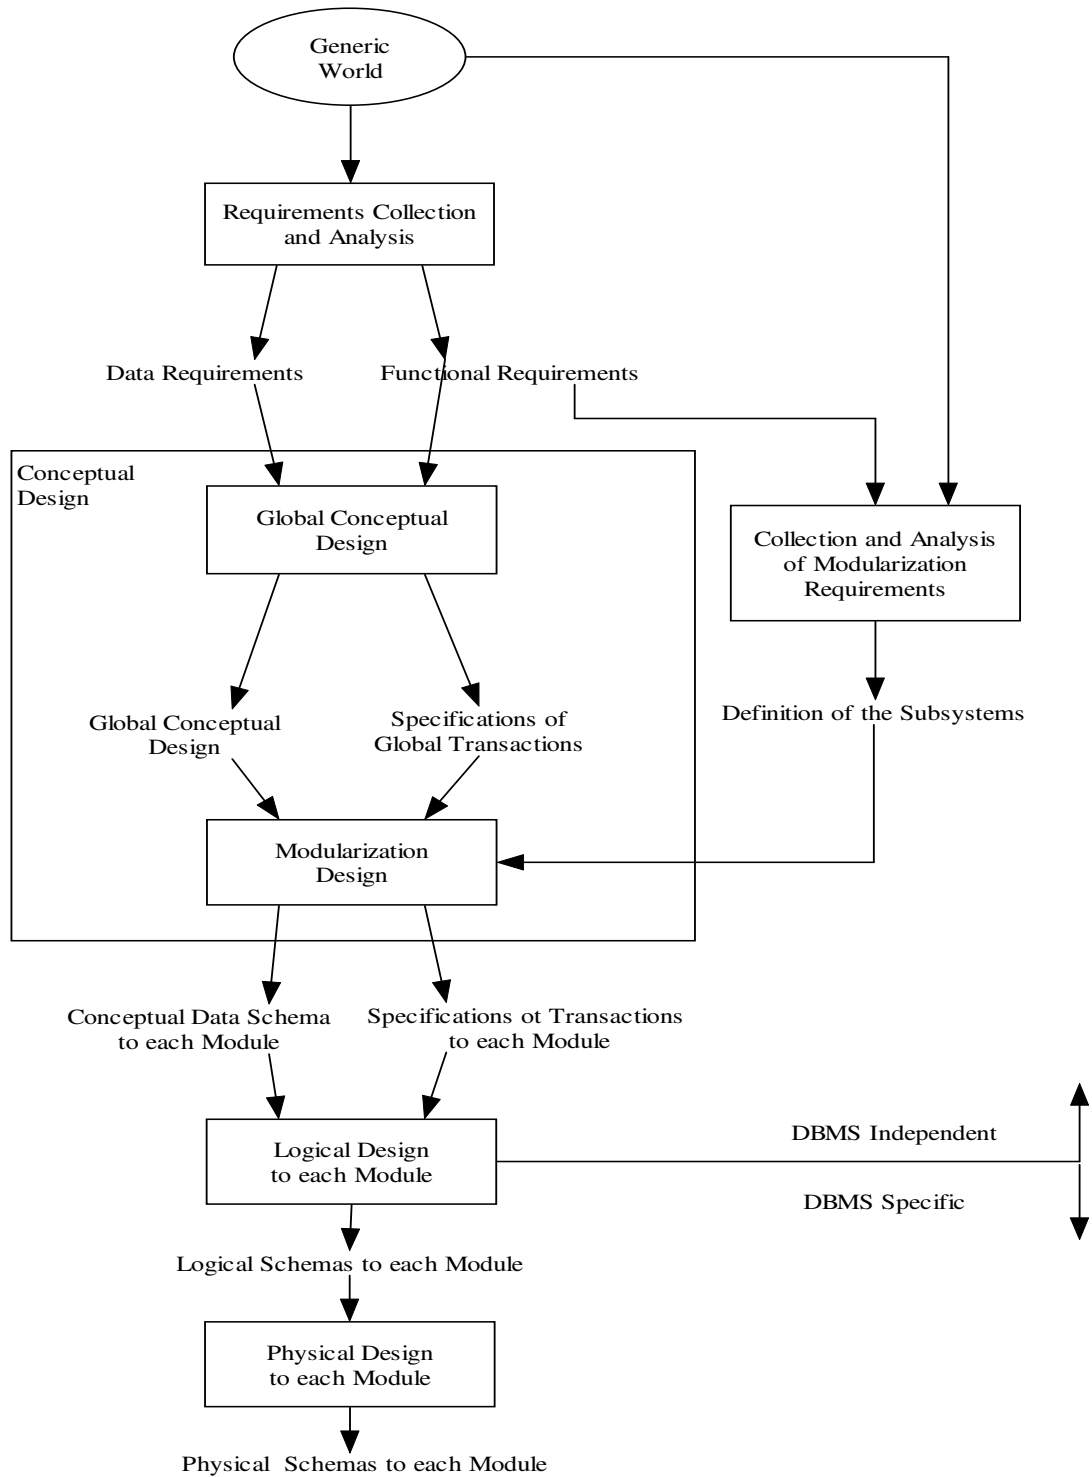 Generic
World
Requirements Collection
and Analysis
Data Requirements
Functional Requirements
Conceptual
Design
Global Conceptual
Design
Collection and Analysis
of Modularization
Requirements
Global Conceptual
Design
Specifications of
Global Transactions
Definition of the Subsystems
Modularization
Design
Conceptual Data Schema
to each Module
Specifications ot Transactions
to each Module
DBMS Independent
Logical Design
to each Module
DBMS Specific
Logical Schemas to each Module
Physical Design
to each Module
Physical Schemas to each Module